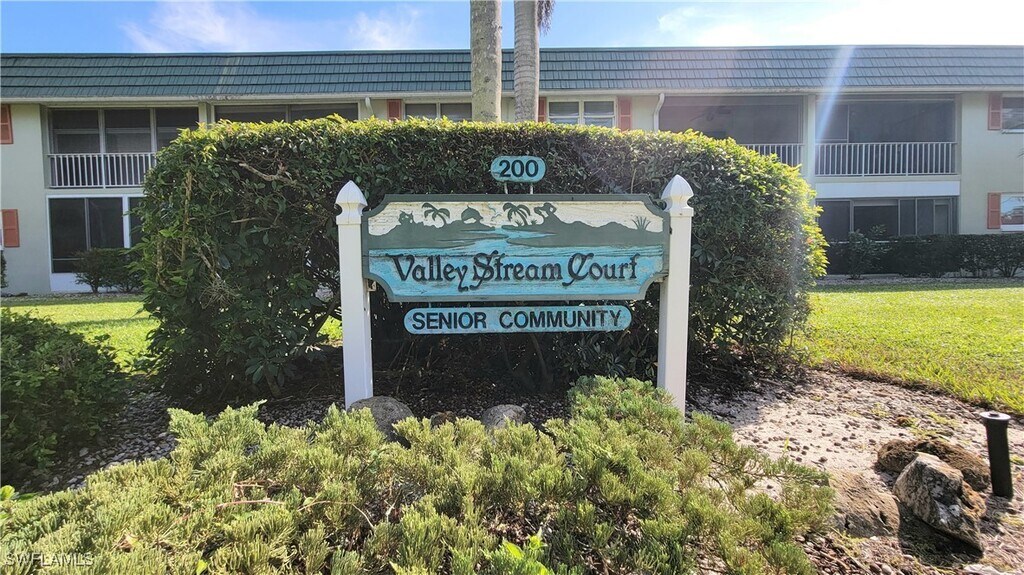 200
Valley Stream Court
SENIOR COMMUNITY
SWFLAMLS